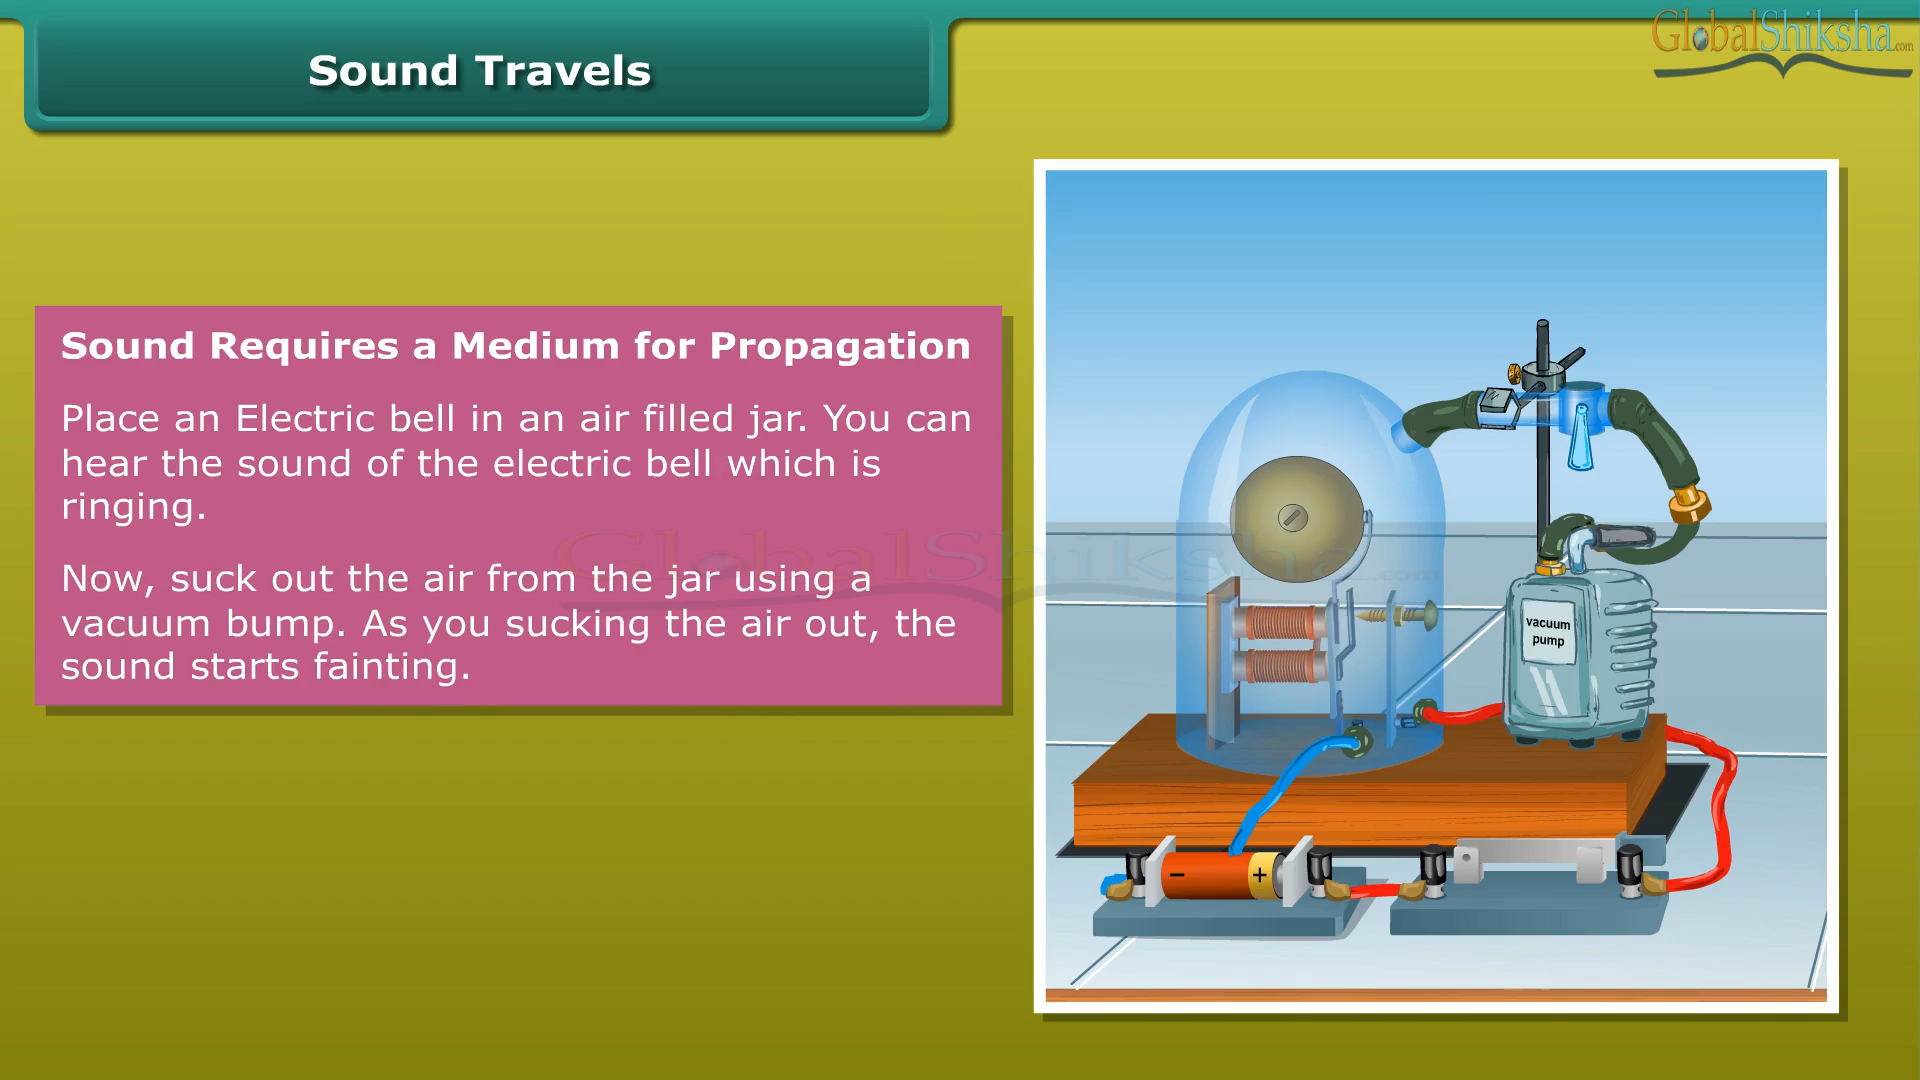 Sound Travels
GlobalShiksha.com
Sound Requires a Medium for Propagation
Place an Electric bell in an air filled jar. You can
hear the sound of the electric bell which is
ringing.
Now, suck out the air from the jar using a
vacuum bump. As you sucking the air out, the
sound starts fainting.
GlobalShiksha.com
vacuum
pump
- +